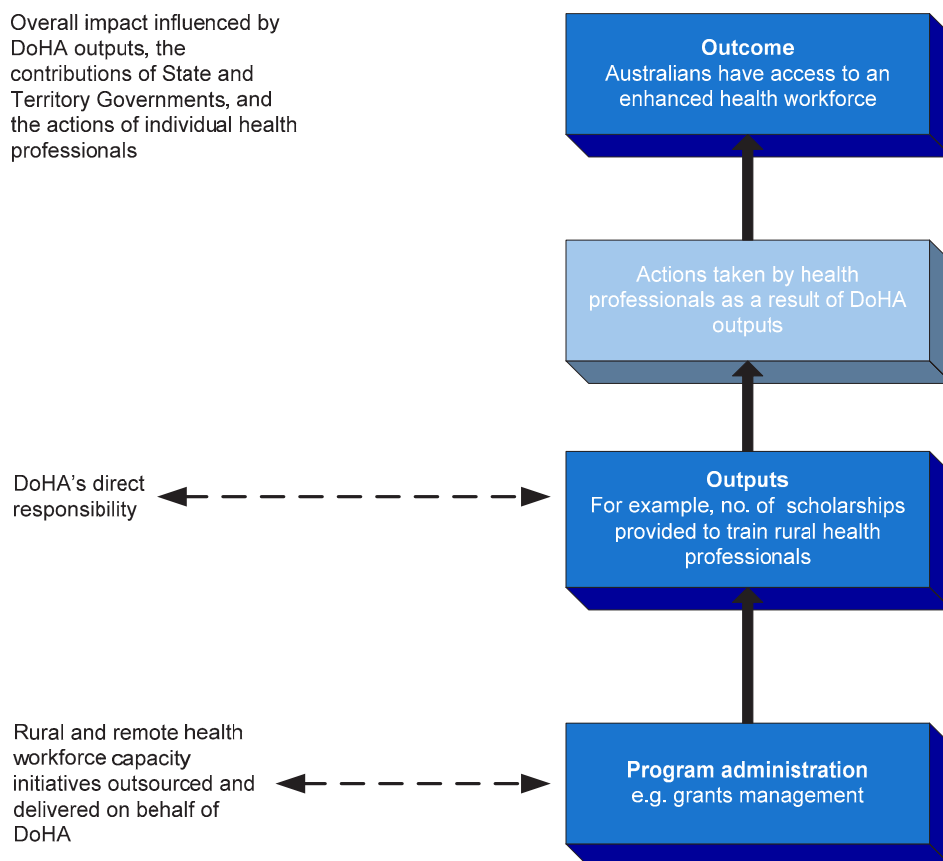 Overall impact influenced by
DoHA outputs, the
contributions of State and
Territory Governments, and
the actions of individual health
professionals
Outcome
Australians have access to an
enhanced health workforce
Actions taken by health
professionals as a result of DoHA
outputs
DoHA's direct
responsibility
Outputs
For example, no. of scholarships
provided to train rural health
professionals
Rural and remote health
workforce capacity
initiatives outsourced and
delivered on behalf of
DoHA
Program administration
e.g. grants management